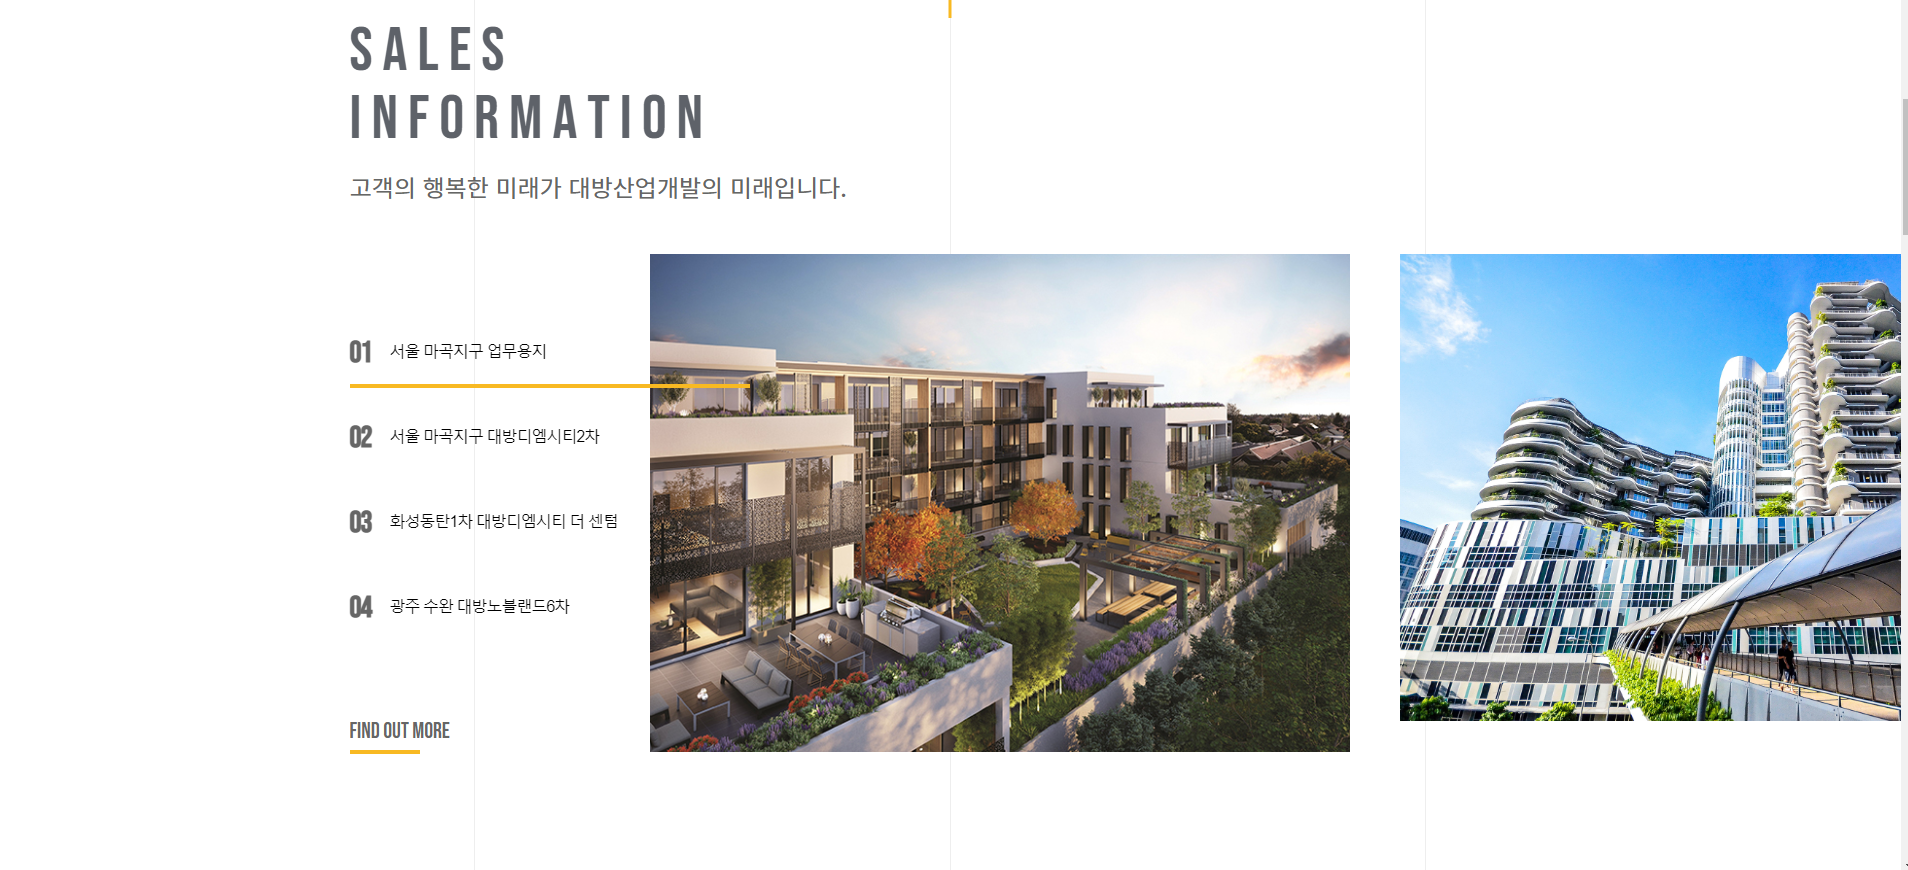 SALES
INFORMATION
고객의 행복한 미래가 대방산업개발의 미래입니다.
01 서울 마곡지구 업무용지
02 서울 마곡지구 대방디엠시티2차
03 화성동탄1차 대방디엠시티 더 센텀
04 광주 수완 대방노블랜드6차
FIND OUT MORE